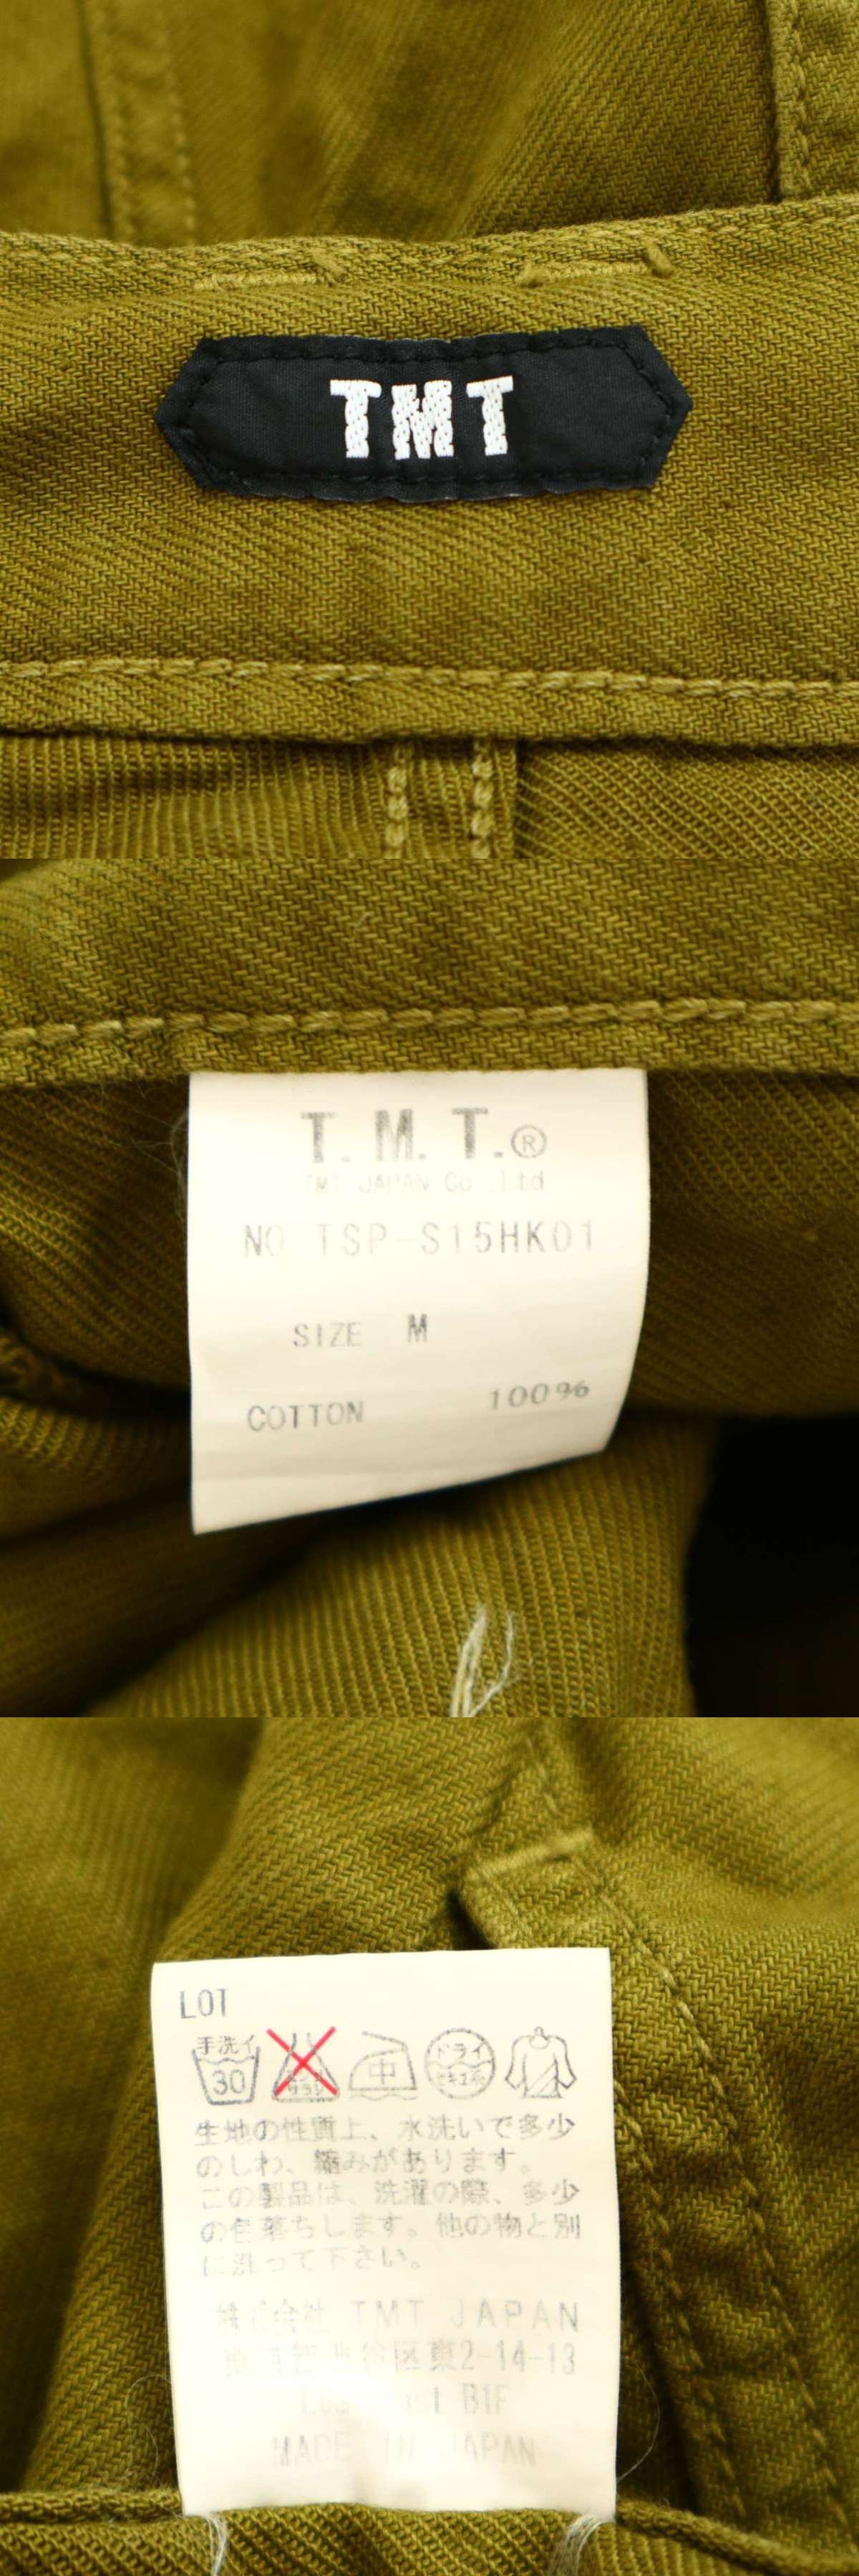 TMT
T. M. T.®
TMT JAPAN Co Ltd
NO TSP-S15HK01
SIZE M
COTTON 100%
LOT
手洗イ
30
中
ドライ
生地の性質上、水洗いで多少
のしわ、縮みがあります。
この製品は、洗濯の際、多少
の色落ちします。他の物と別
に洗って下さい。
株式会社 TMT JAPAN
谷区東2-14-13
B1F
MADE IN JAPAN